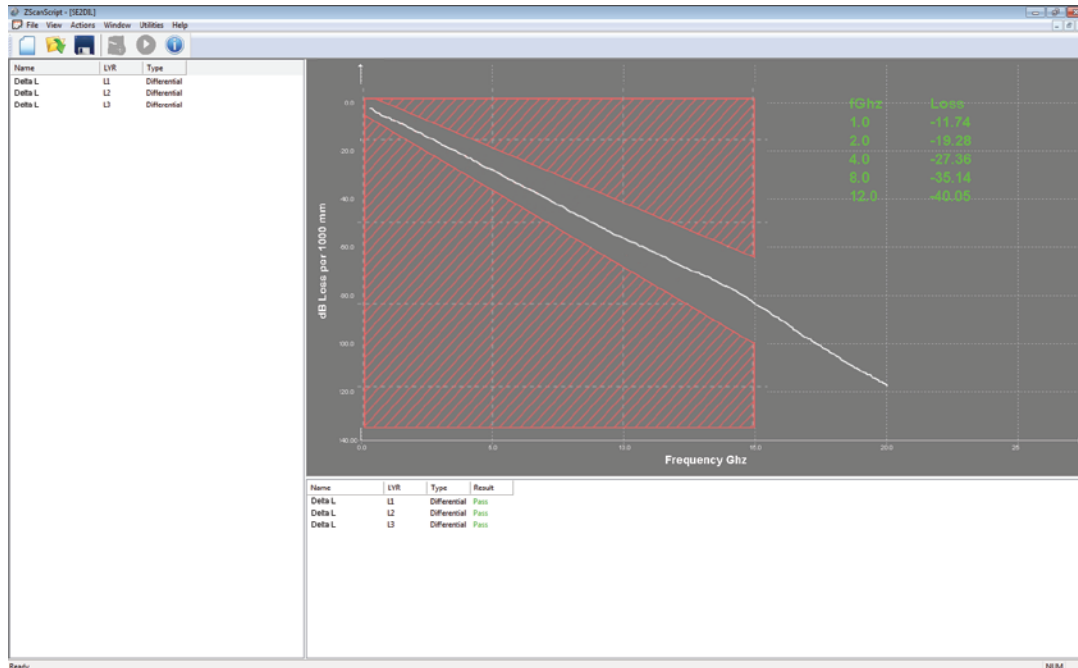 ZScanScript - [SE2DIL]
File View Actions Window Utilities Help
Name LYR Type
Delta L L1 Differential
Delta L L2 Differential
Delta L L3 Differential
fGhz Loss
1.0 -11.74
2.0 -19.28
4.0 -27.36
8.0 -35.14
12.0 -40.05
dB Loss per 1000 mm
0.0
20.0
40.0
60.0
80.0
100.0
120.0
140.00
0.0 5.0 10.0 15.0 20.0 25
Frequency Ghz
Name LYR Type Result
Delta L L1 Differential Pass
Delta L L2 Differential Pass
Delta L L3 Differential Pass
Ready NUM